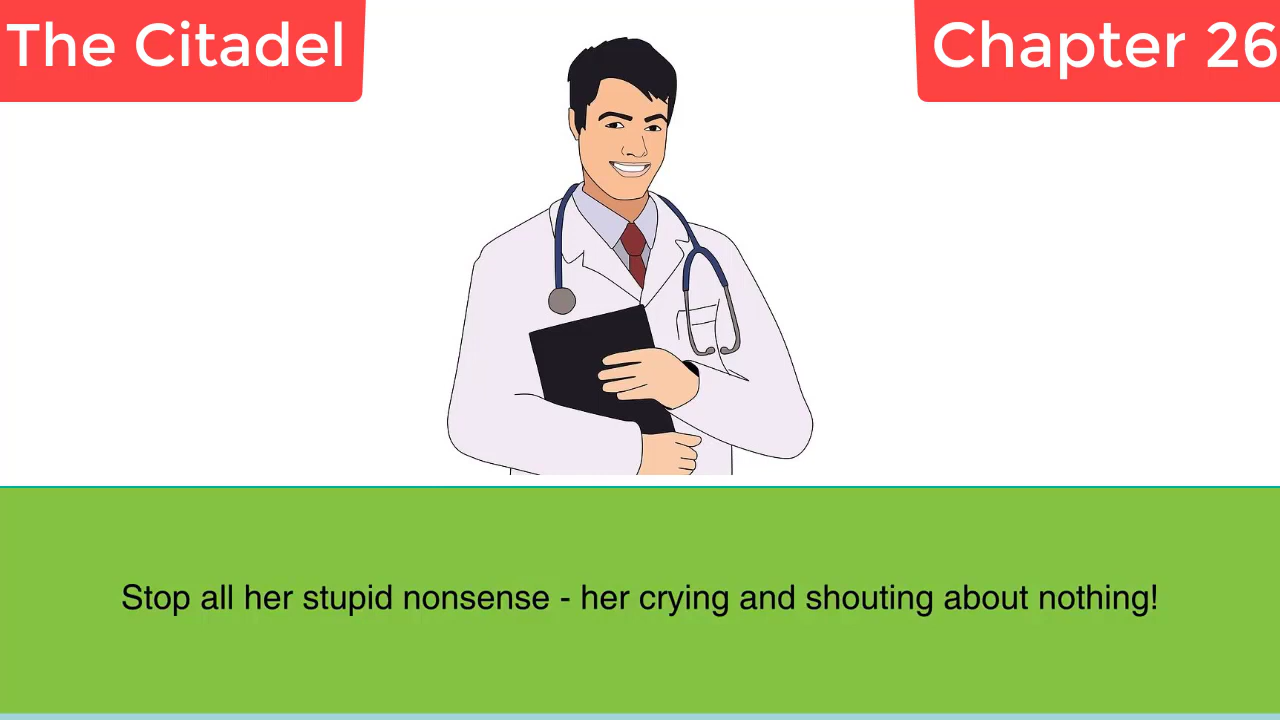 The Citadel
Chapter 26
Stop all her stupid nonsense - her crying and shouting about nothing!